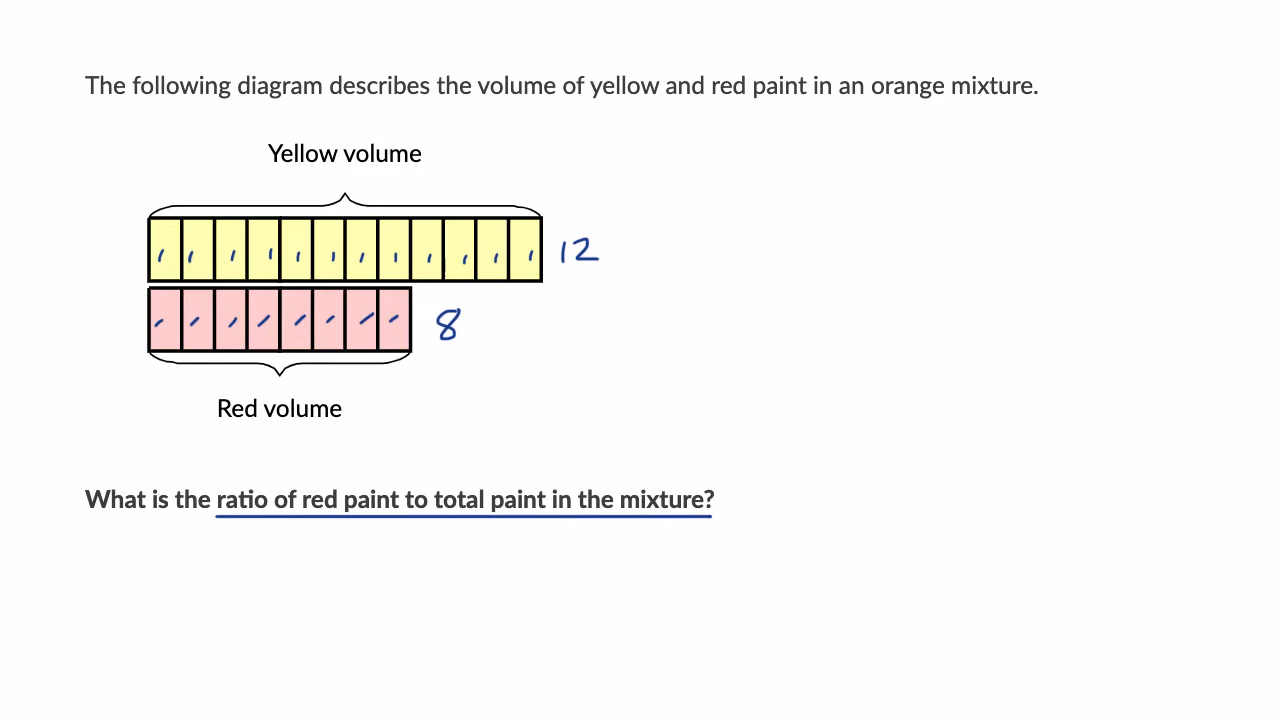 The following diagram describes the volume of yellow and red paint in an orange mixture.
Yellow volume
12
8
Red volume
What is the ratio of red paint to total paint in the mixture?